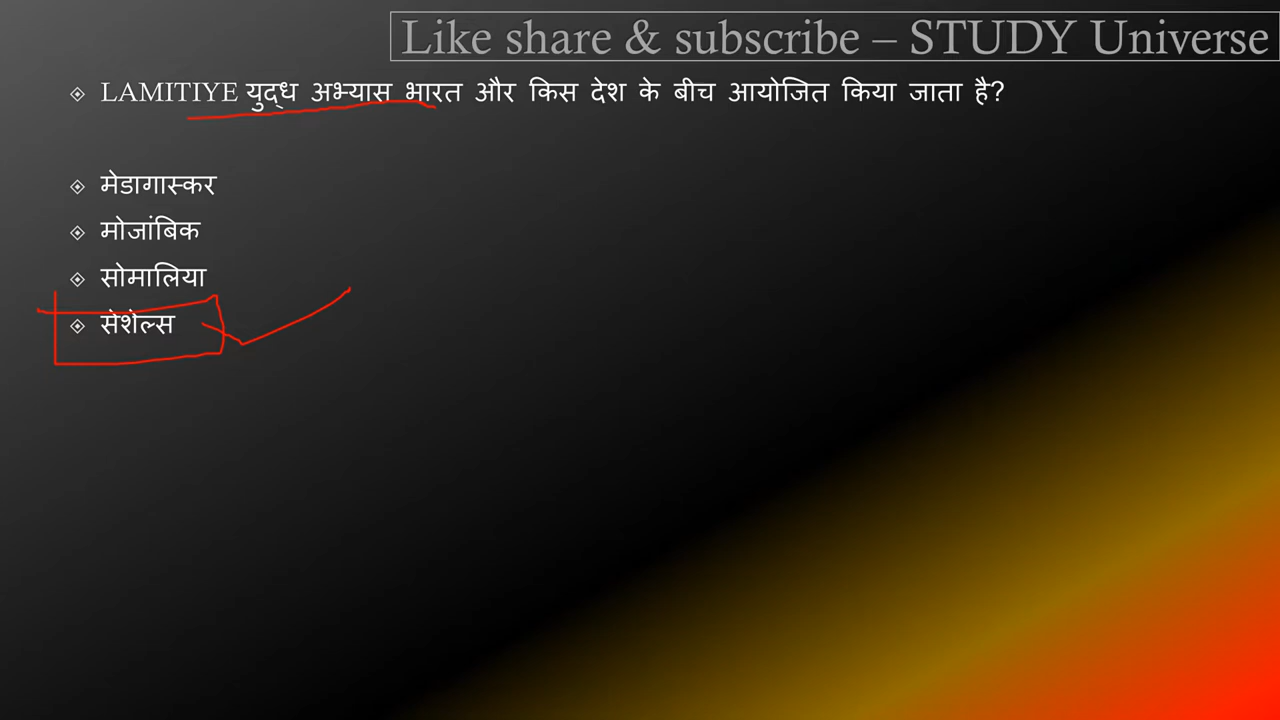 Like share & subscribe – STUDY Universe
LAMITIYE युद्ध अभ्यास भारत और किस देश के बीच आयोजित किया जाता है?
मेडागास्कर
मोजांबिक
सोमालिया
सेशेल्स